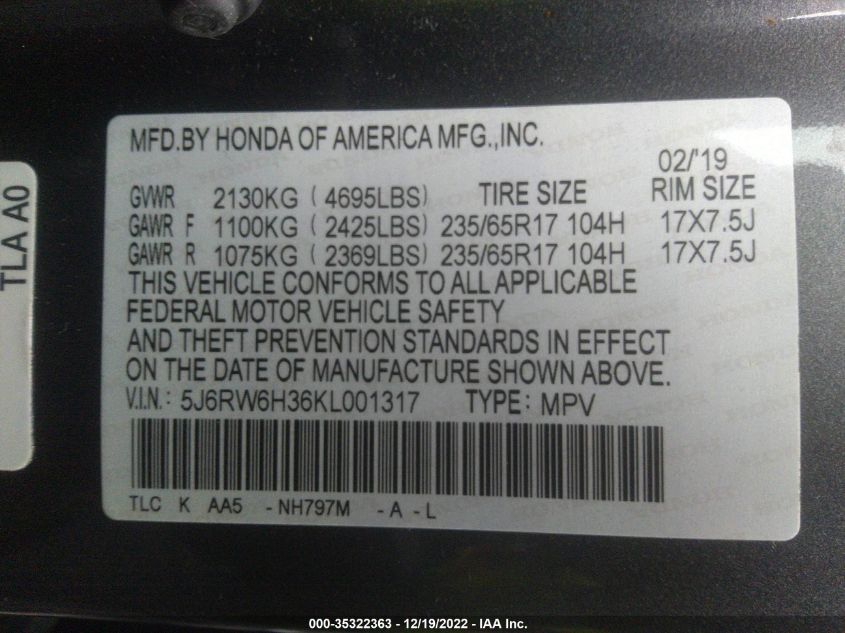 MFD.BY HONDA OF AMERICA MFG.,INC.
02/'19
GVWR 2130KG ( 4695LBS) TIRE SIZE RIM SIZE
GAWR F 1100KG ( 2425LBS) 235/65R17 104H 17X7.5J
GAWR R 1075KG ( 2369LBS) 235/65R17 104H 17X7.5J
THIS VEHICLE CONFORMS TO ALL APPLICABLE
FEDERAL MOTOR VEHICLE SAFETY
AND THEFT PREVENTION STANDARDS IN EFFECT
ON THE DATE OF MANUFACTURE SHOWN ABOVE.
V.I.N.: 5J6RW6H36KL001317 TYPE: MPV
TLC K AA5 -NH797M -A -L
TLA A0
000-35322363 - 12/19/2022 - IAA Inc.